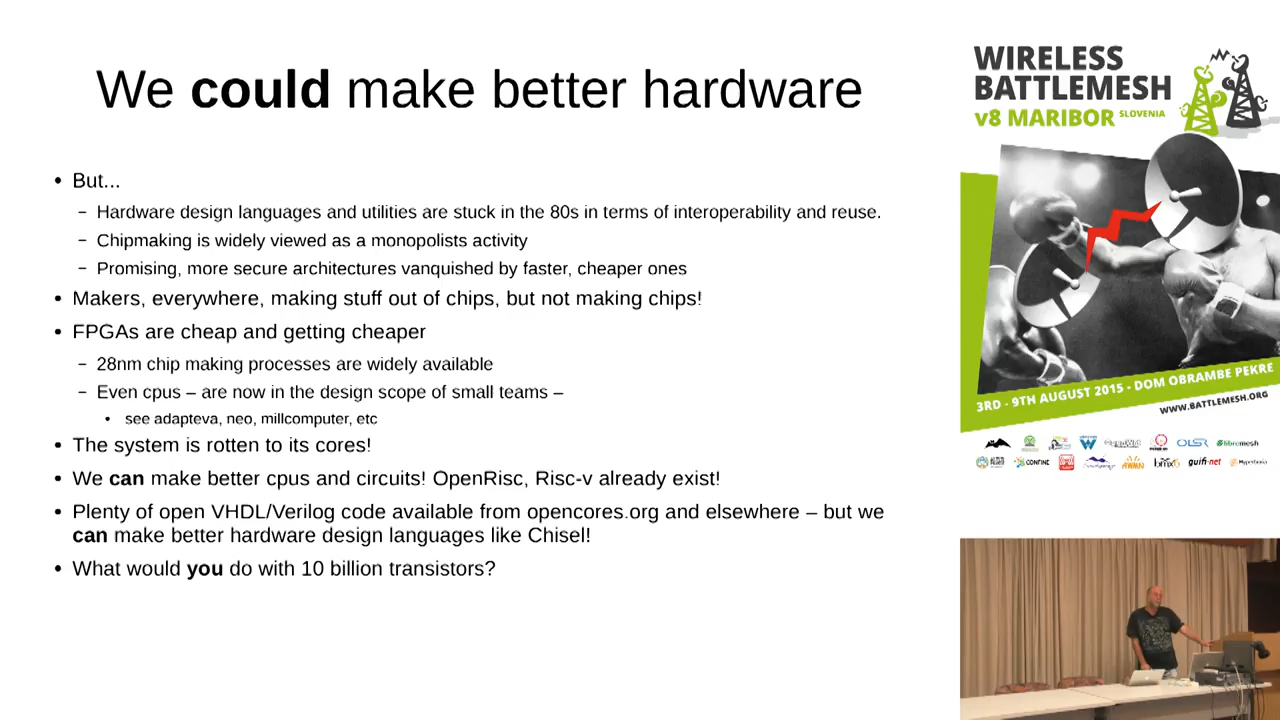 We could make better hardware
• But...
– Hardware design languages and utilities are stuck in the 80s in terms of interoperability and reuse.
– Chipmaking is widely viewed as a monopolists activity
– Promising, more secure architectures vanquished by faster, cheaper ones
• Makers, everywhere, making stuff out of chips, but not making chips!
• FPGAs are cheap and getting cheaper
– 28nm chip making processes are widely available
– Even cpus – are now in the design scope of small teams –
• see adapteva, neo, millcomputer, etc
• The system is rotten to its cores!
• We can make better cpus and circuits! OpenRisc, Risc-v already exist!
• Plenty of open VHDL/Verilog code available from opencores.org and elsewhere – but we
can make better hardware design languages like Chisel!
• What would you do with 10 billion transistors?
WIRELESS
BATTLEMESH
v8 MARIBOR SLOVENIA
3RD - 9TH AUGUST 2015 - DOM OBRAMBE PEKRE
WWW.BATTLEMESH.ORG
OLSR libremesh
CONFINE AWMN bmx6 guifi·net Hyperboria